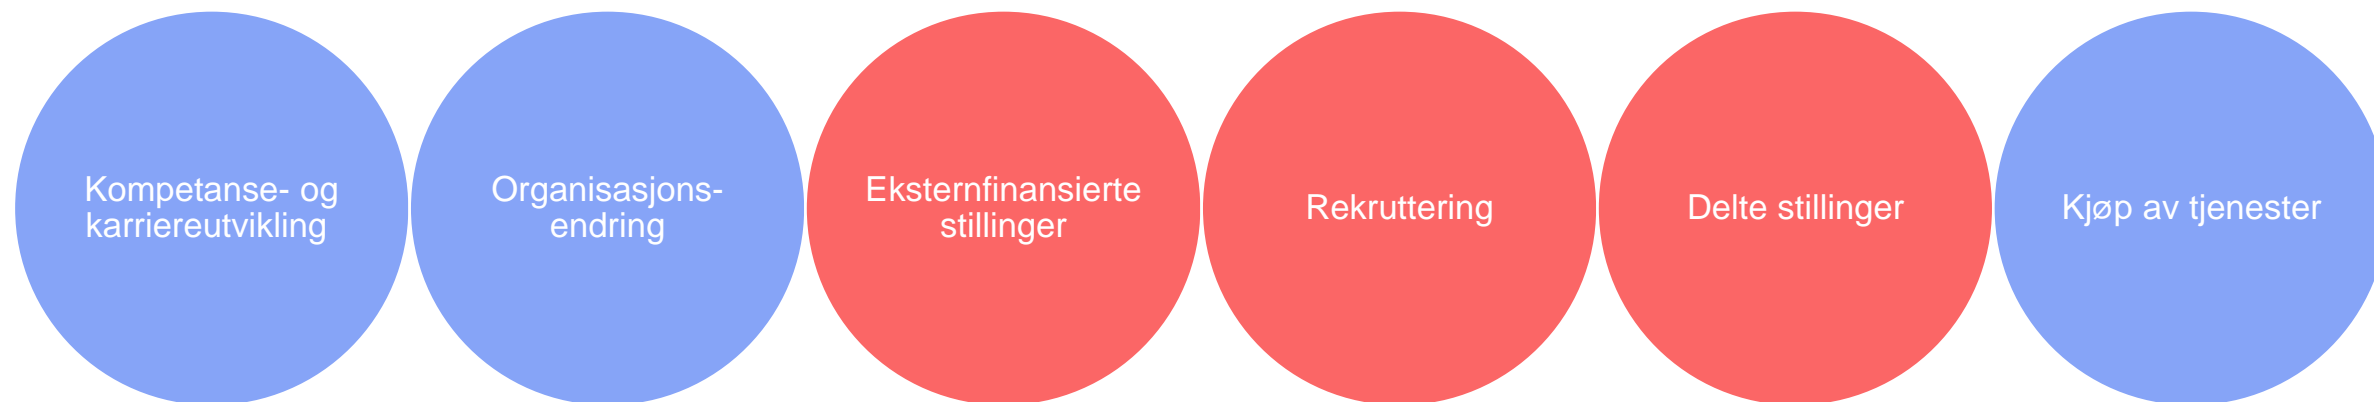 Kompetanse- og
karriereutvikling
Organisasjons-
endring
Eksternfinansierte
stillinger
Rekruttering
Delte stillinger
Kjøp av tjenester